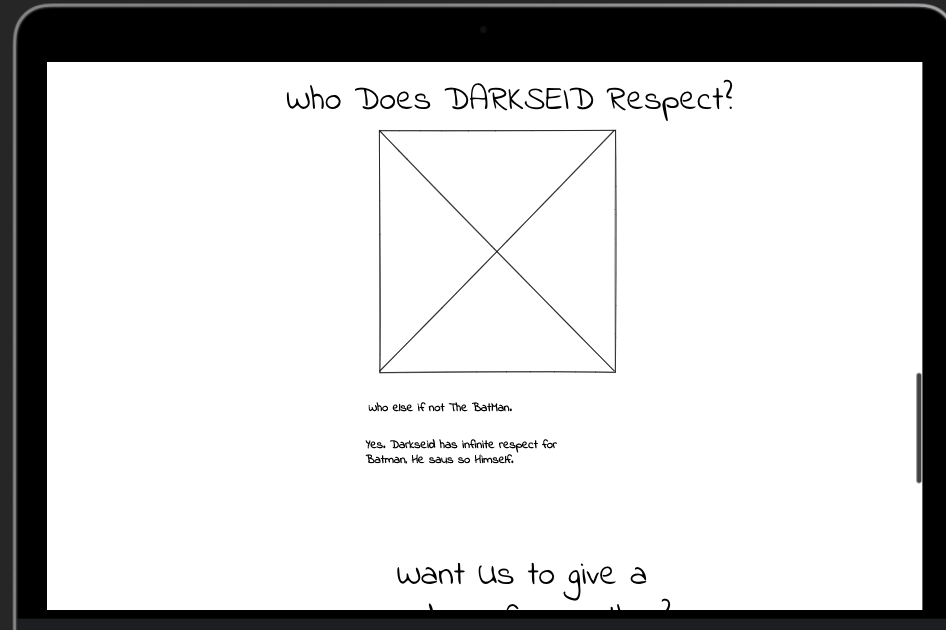 Who Does DARKSEID Respect?
Who else if not The BatMan.
Yes. Darkseid has infinite respect for
Batman. He saus so Himself.
Want Us to give a